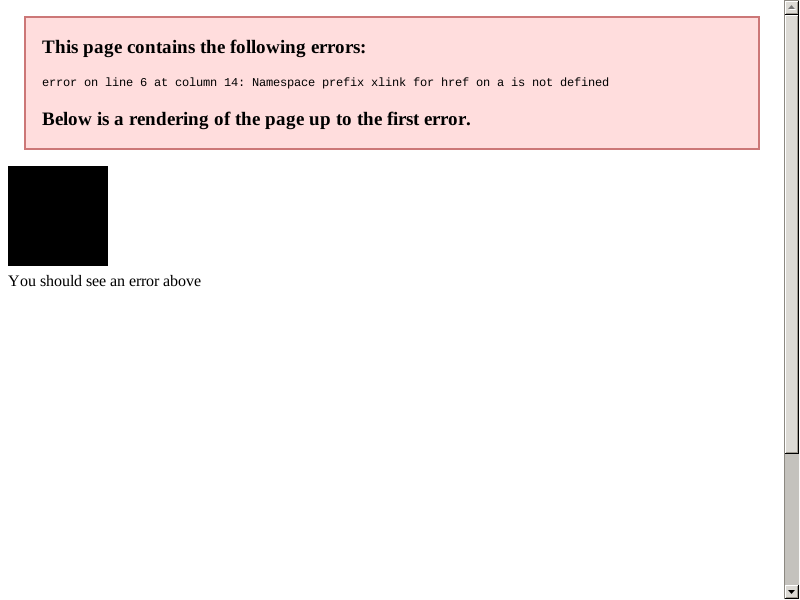 This page contains the following errors:
error on line 6 at column 14: Namespace prefix xlink for href on a is not defined
Below is a rendering of the page up to the first error.
You should see an error above